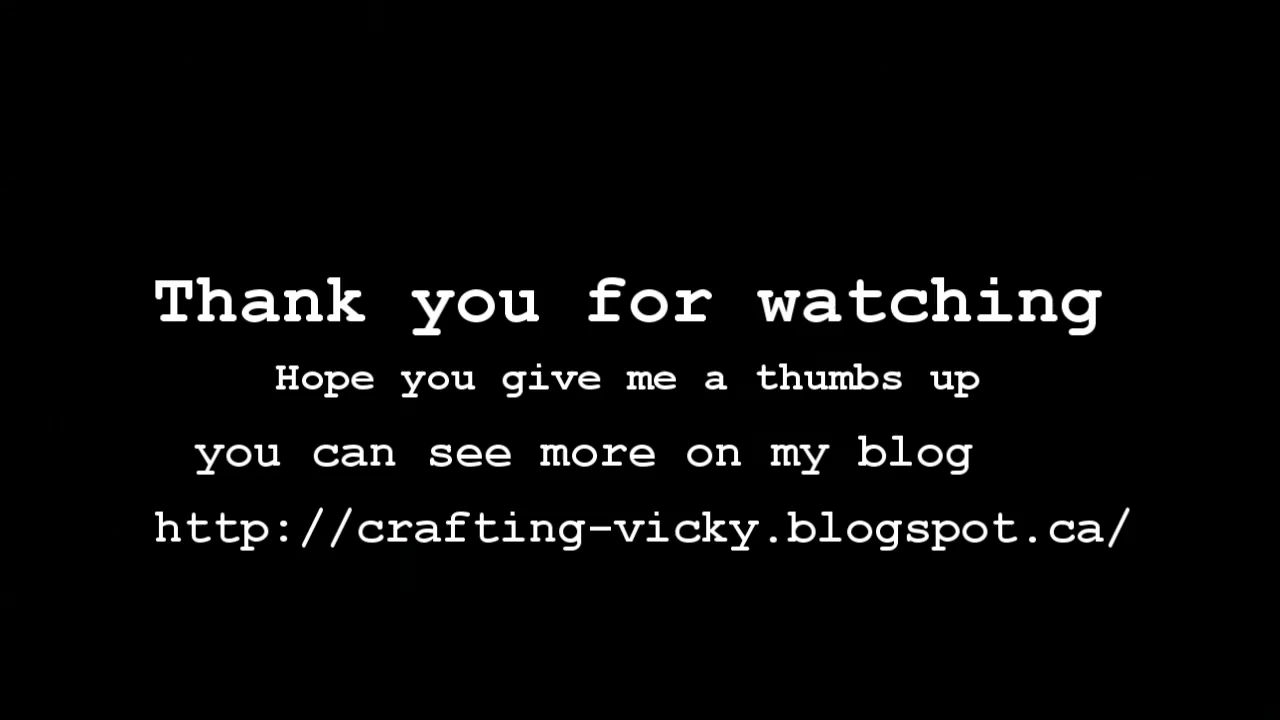 Thank you for watching
Hope you give me a thumbs up
you can see more on my blog
http://crafting-vicky.blogspot.ca/